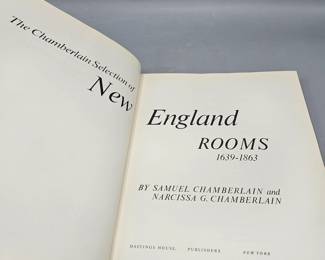 The Chamberlain Selection of
New
England
ROOMS
1639-1863
BY SAMUEL CHAMBERLAIN and
NARCISSA G. CHAMBERLAIN
HASTINGS HOUSE, PUBLISHERS NEW YORK